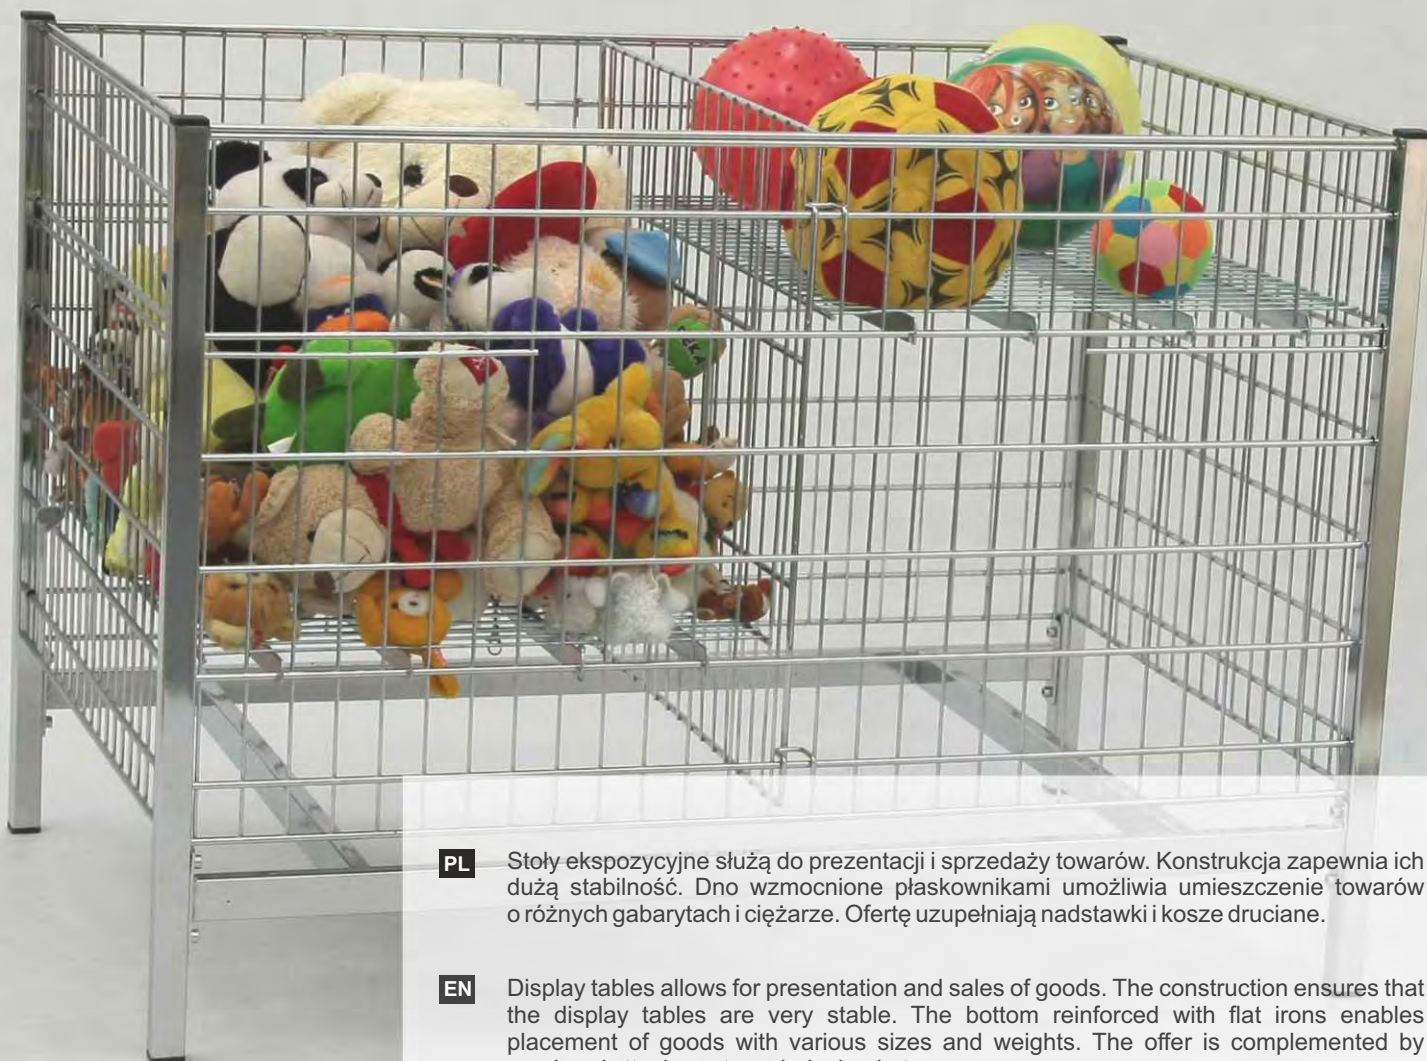 PL
Stoły ekspozycyjne służą do prezentacji i sprzedaży towarów. Konstrukcja zapewnia ich
dużą stabilność. Dno wzmocnione płaskownikami umożliwia umieszczenie towarów
o różnych gabarytach i ciężarze. Ofertę uzupełniają nadstawki i kosze druciane.
EN
Display tables allows for presentation and sales of goods. The construction ensures that
the display tables are very stable. The bottom reinforced with flat irons enables
placement of goods with various sizes and weights. The offer is complemented by